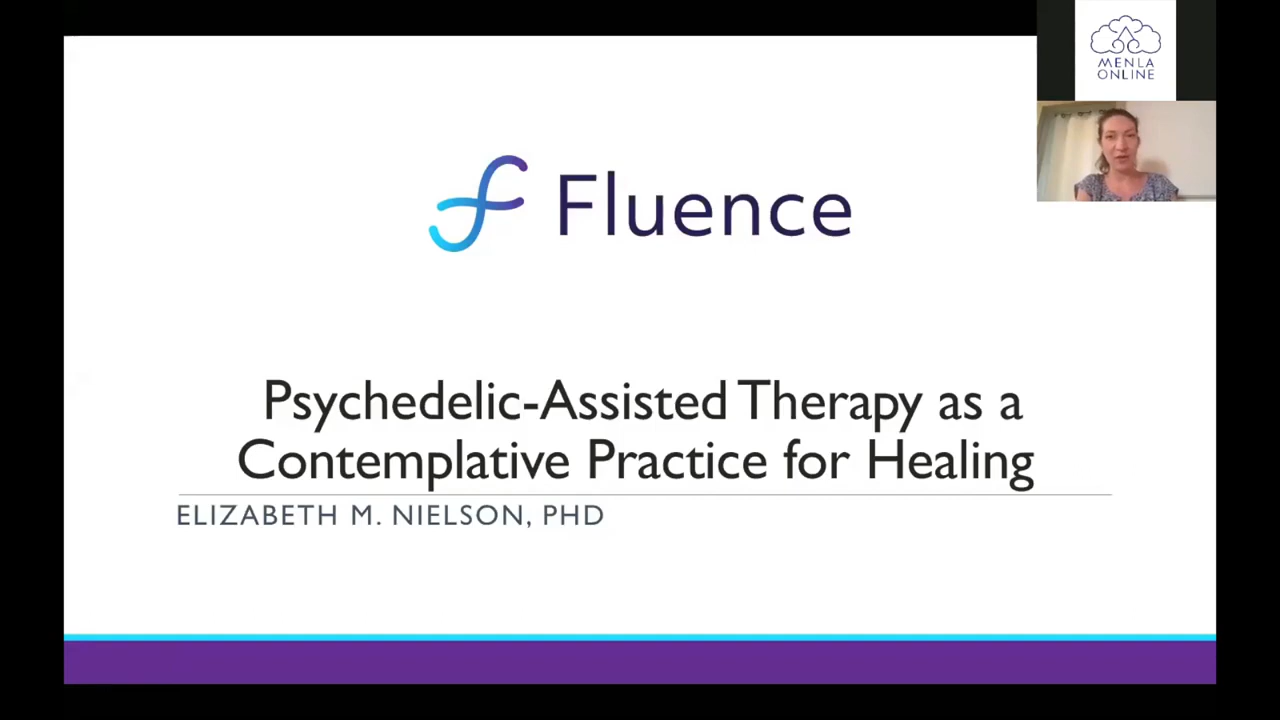 MENLA
ONLINE
Fluence
Psychedelic-Assisted Therapy as a
Contemplative Practice for Healing
ELIZABETH M. NIELSON, PHD